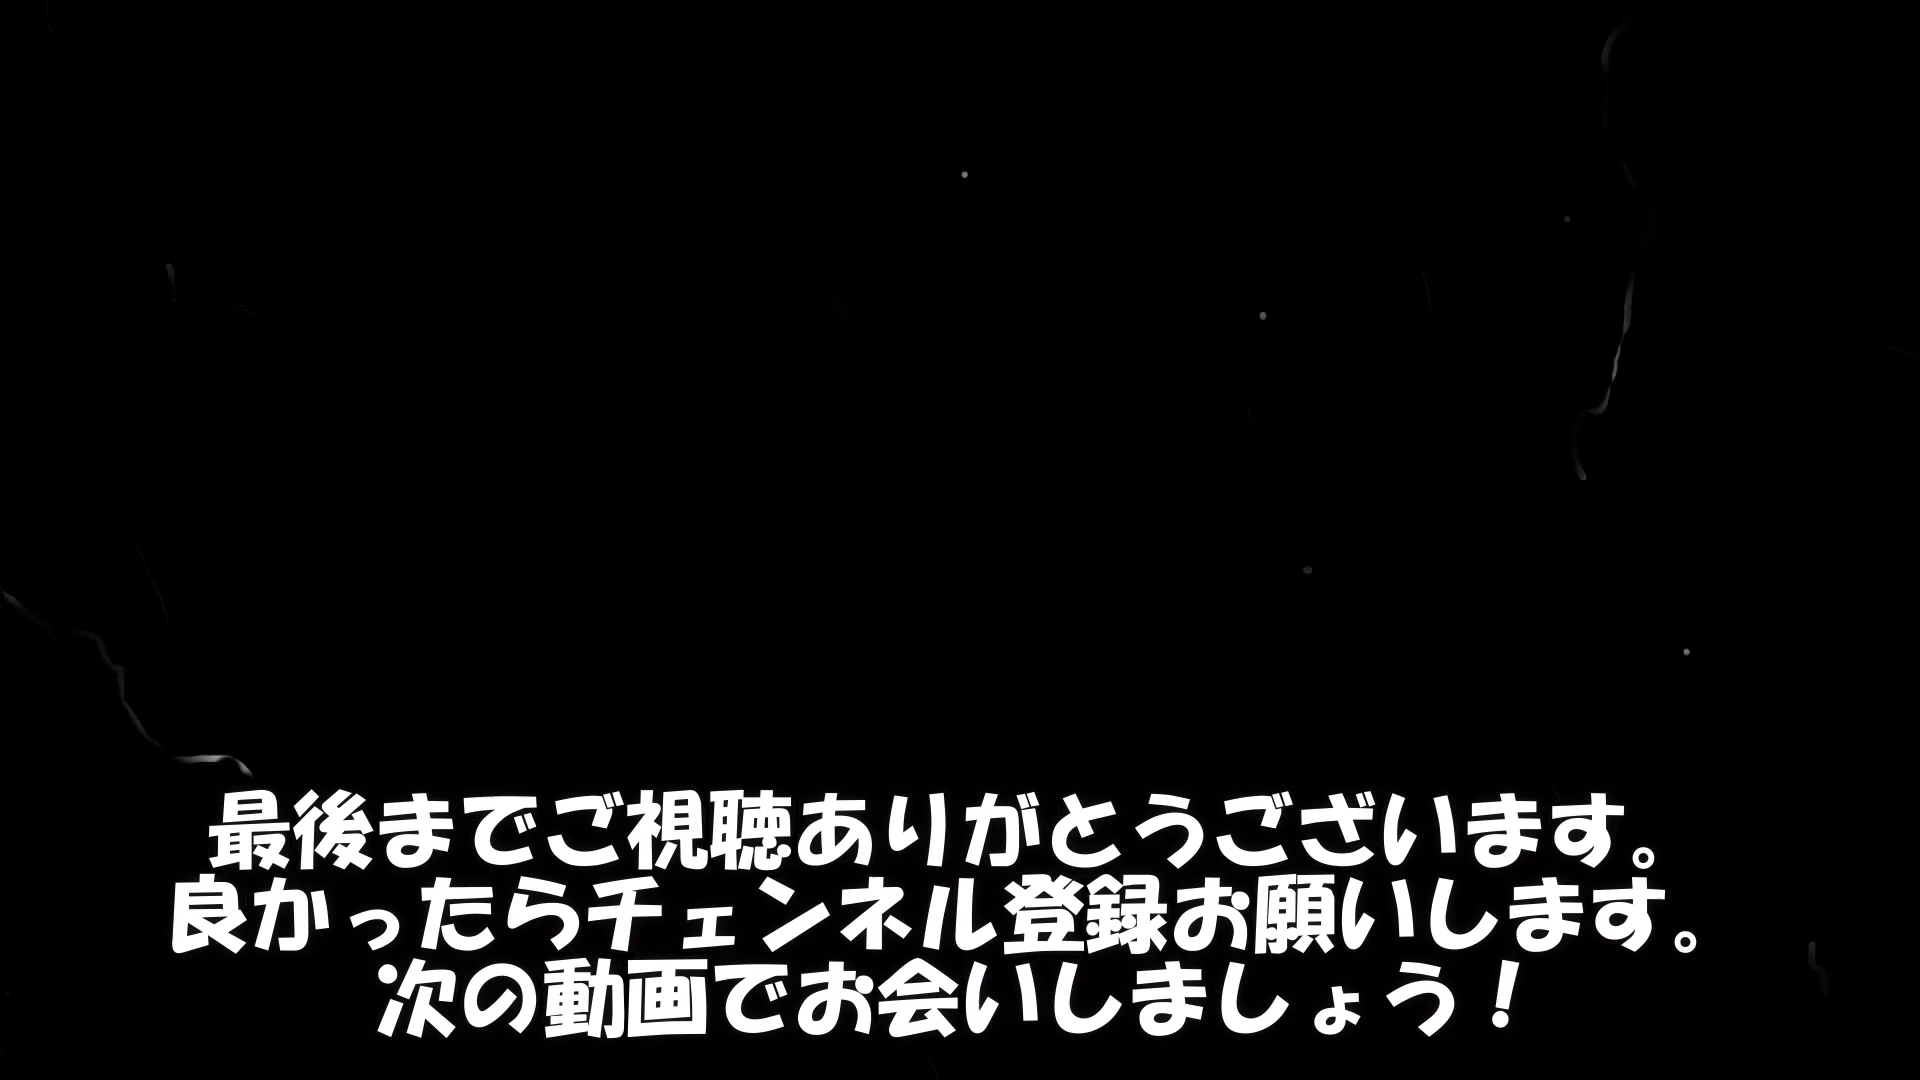 最後までご視聴ありがとうございます。
良かったらチェンネル登録お願いします。
次の動画でお会いしましょう！